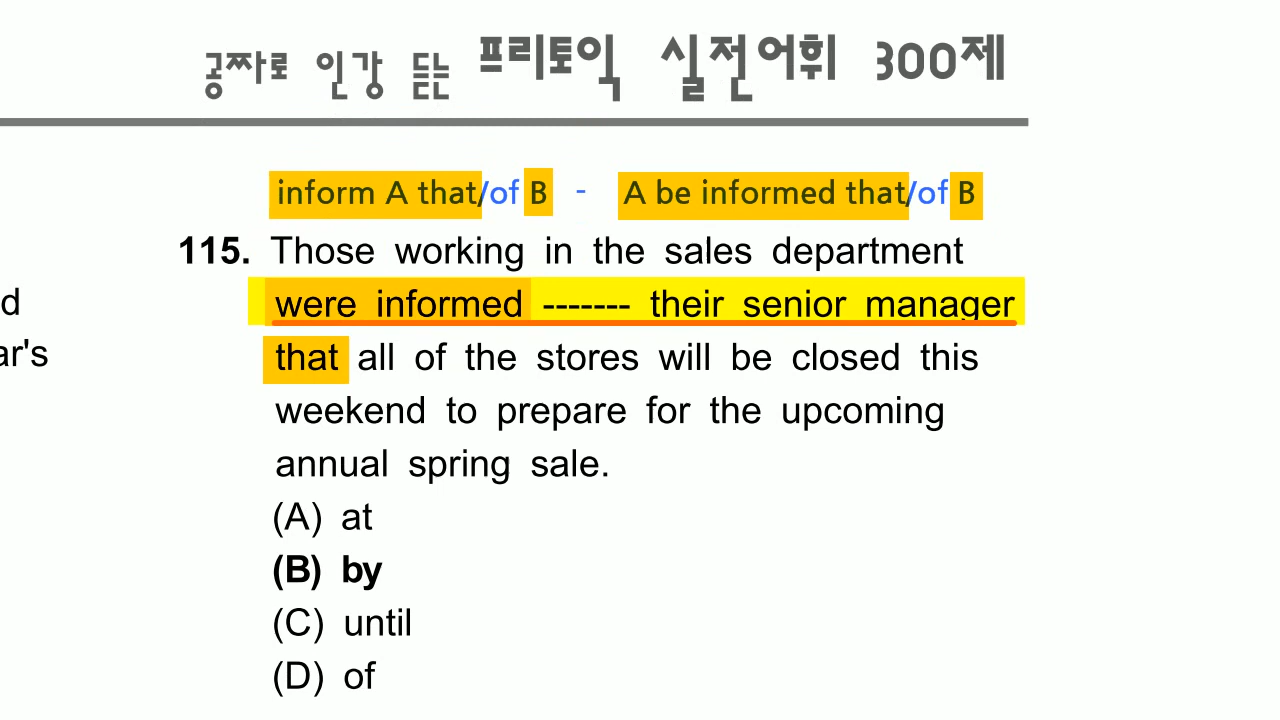 공짜로 인강 듣는 프리토익 실전어휘 300제
inform A that/of B - A be informed that/of B
115. Those working in the sales department
d were informed ------- their senior manager
ar's that all of the stores will be closed this
weekend to prepare for the upcoming
annual spring sale.
(A) at
(B) by
(C) until
(D) of